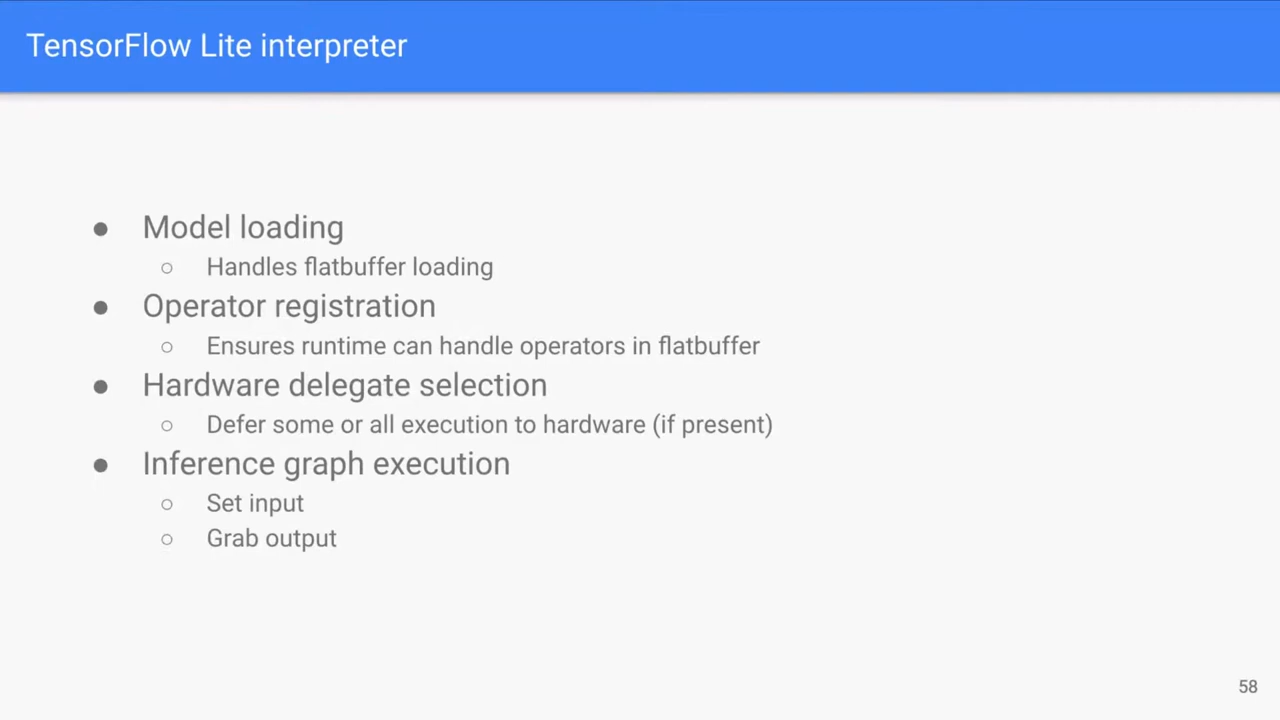 TensorFlow Lite interpreter
● Model loading
○ Handles flatbuffer loading
● Operator registration
○ Ensures runtime can handle operators in flatbuffer
● Hardware delegate selection
○ Defer some or all execution to hardware (if present)
● Inference graph execution
○ Set input
○ Grab output
58